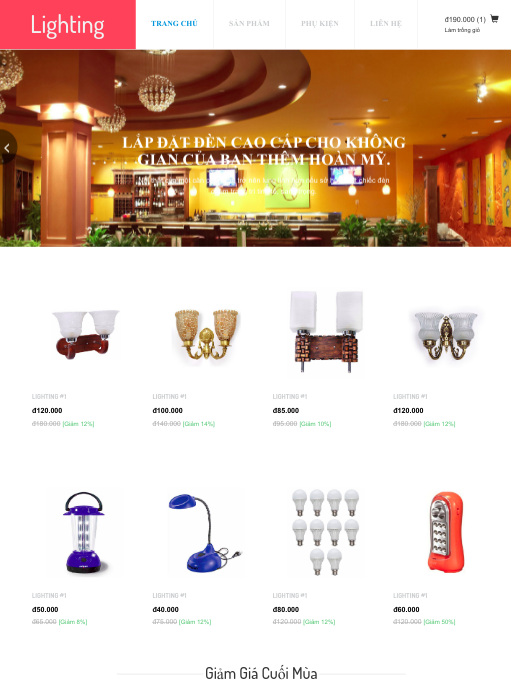 Lighting
TRANG CHỦ
SẢN PHẨM
PHỤ KIỆN
LIÊN HỆ
đ190.000 (1)
Làm trống giỏ
LẮP ĐẶT ĐÈN CAO CẤP CHO KHÔNG
GIAN CỦA BẠN THÊM HOÀN MỸ.
LIGHTING #1
LIGHTING #1
LIGHTING #1
LIGHTING #1
đ120.000
đ100.000
đ85.000
đ120.000
đ180.000 [Giảm 12%]
đ140.000 [Giảm 14%]
đ95.000 [Giảm 10%]
đ180.000 [Giảm 12%]
LIGHTING #1
LIGHTING #1
LIGHTING #1
LIGHTING #1
đ50.000
đ40.000
đ80.000
đ60.000
đ65.000 [Giảm 8%]
đ75.000 [Giảm 12%]
đ120.000 [Giảm 12%]
đ120.000 [Giảm 50%]
Giảm Giá Cuối Mùa